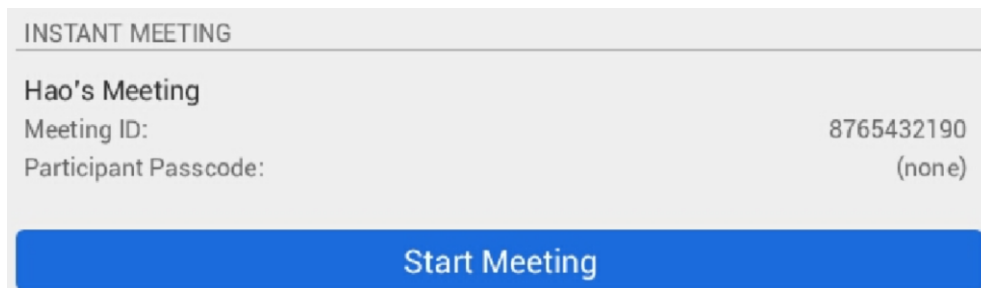 INSTANT MEETING
Hao's Meeting
Meeting ID: 8765432190
Participant Passcode: (none)
Start Meeting